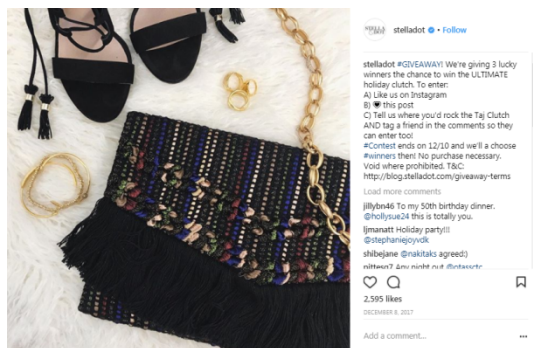 stelladot • Follow
stelladot #GIVEAWAY! We're giving 3 lucky
winners the chance to win the ULTIMATE
holiday clutch. To enter:
A) Like us on Instagram
B) 🖤 this post
C) Tell us where you'd rock the Taj Clutch
AND tag a friend in the comments so they
can enter too!
#Contest ends on 12/10 and we'll a choose
#winners then! No purchase necessary.
Void where prohibited. T&C:
http://blog.stelladot.com/giveaway-terms
Load more comments
jillybn46 To my 50th birthday dinner.
@hollysue24 this is totally you.
ljmanatt Holiday party!!!
@stephaniejoyvdk
shibejane @nakitaks agreed:)
Any night out
2,595 likes
DECEMBER 8, 2017
Add a comment...